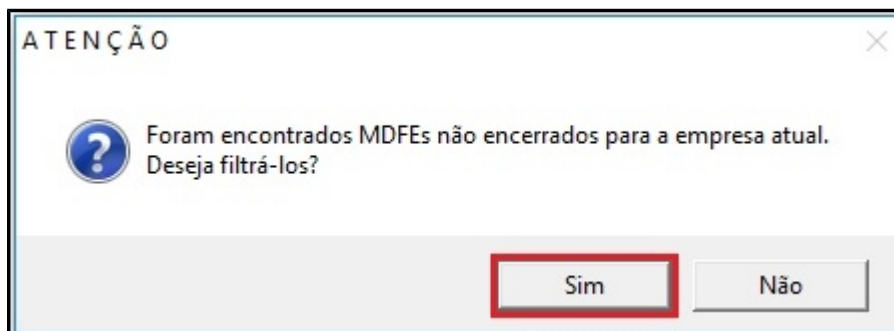 ATENÇÃO
Foram encontrados MDFEs não encerrados para a empresa atual.
Deseja filtrá-los?
Sim
Não